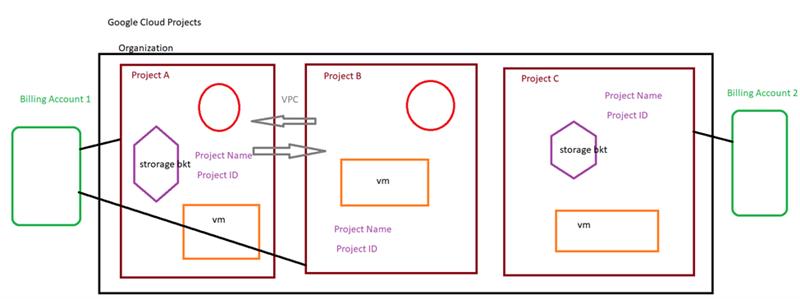 Google Cloud Projects
Organization
Billing Account 1
Project A
VPC
Project B
Project C
Billing Account 2
Project Name
Project ID
strorage bkt
Project Name
Project ID
storage bkt
vm
vm
Project Name
Project ID
vm